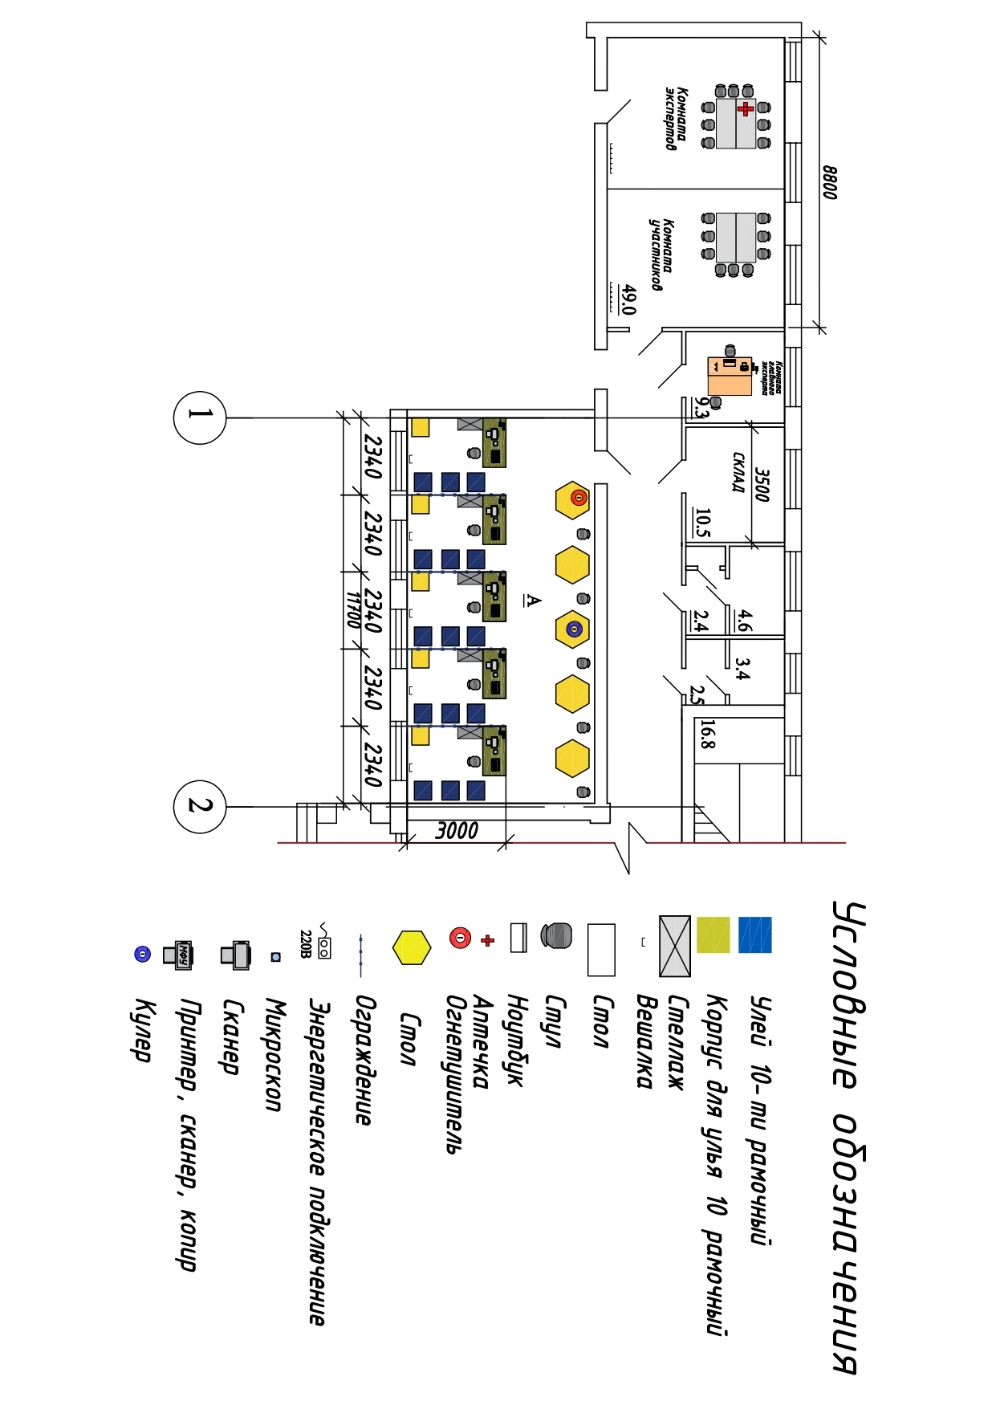 8800
Комната
экспертов
Комната
участников
49.0
Комната
главного
эксперта
9.3
3500
СКЛАД
10.5
4.6
2.4
3.4
2.5
16.8
А
1
2340
2340
2340
2340
2340
11700
2
3000
Условные обозначения
Улей 10-ти рамочный
Корпус для улья 10 рамочный
Стеллаж
Вешалка
Стол
Стул
Ноутбук
Аптечка
Огнетушитель
Стол
Ограждение
220В
Энергетическое подключение
Микроскоп
Сканер
МФУ
Принтер, сканер, копир
Кулер